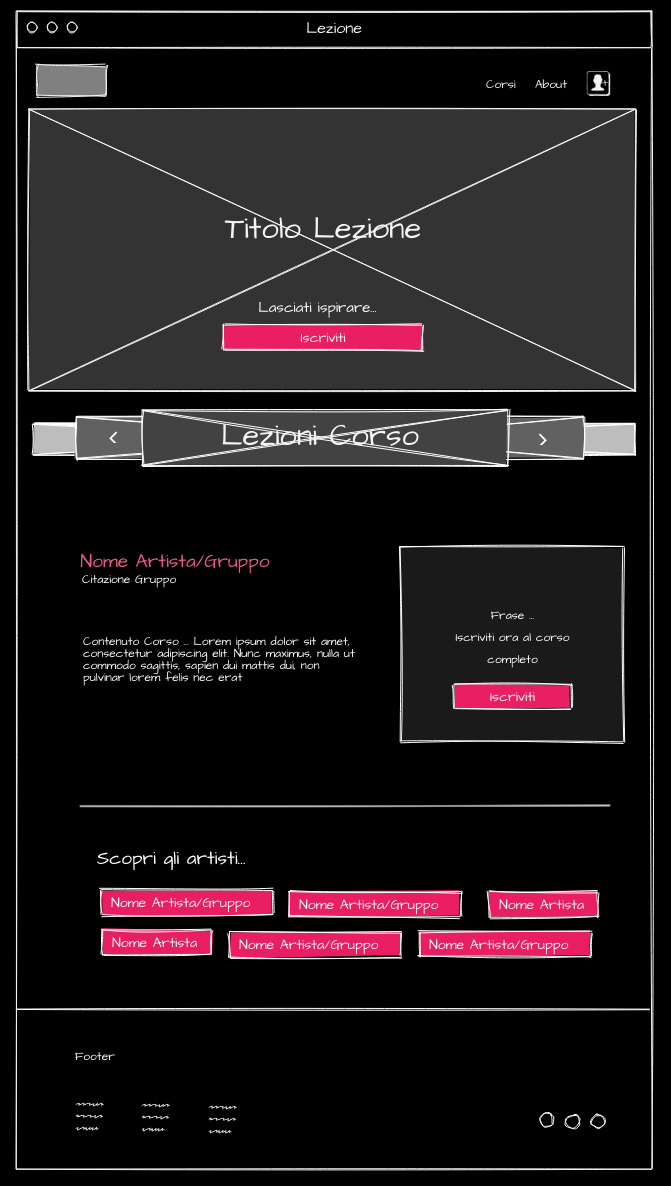 Lezione
Corsi About
Titolo Lezione
Lasciati ispirare...
Iscriviti
‹ Lezioni Corso ›
Nome Artista/Gruppo
Citazione Gruppo
Contenuto Corso ... Lorem ipsum dolor sit amet,
consectetur adipiscing elit. Nunc maximus, nulla ut
commodo sagittis, sapien dui mattis dui, non
pulvinar lorem felis nec erat
Frase ...
Iscriviti ora al corso
completo
Iscriviti
Scopri gli artisti...
Nome Artista/Gruppo Nome Artista/Gruppo Nome Artista
Nome Artista Nome Artista/Gruppo Nome Artista/Gruppo
Footer